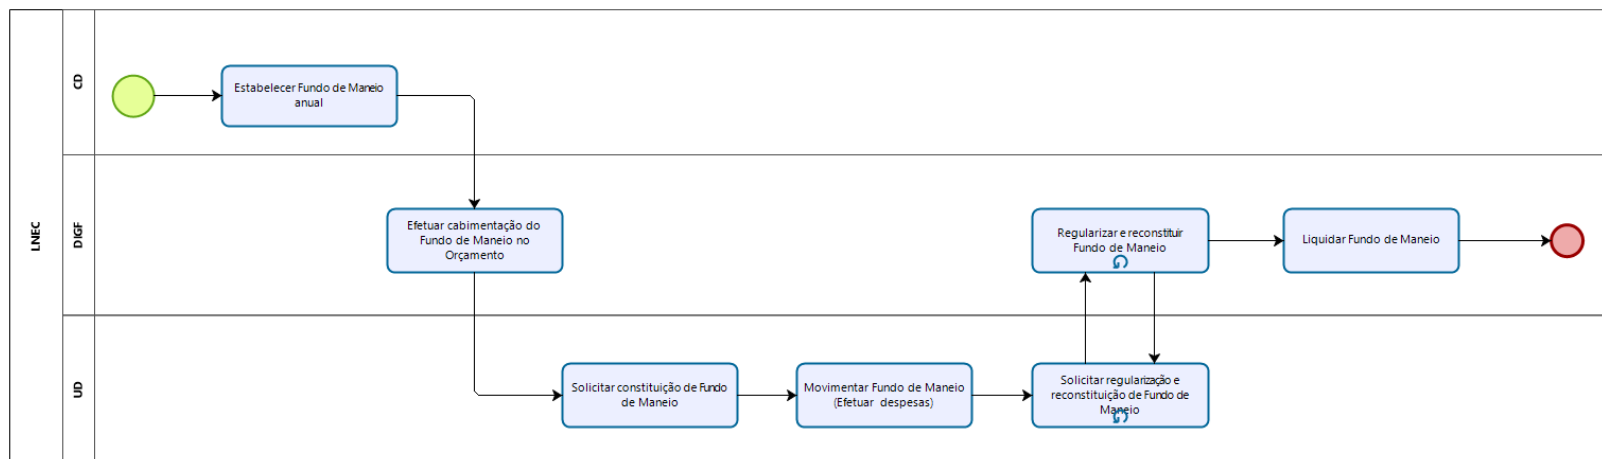 LNEC
CD
Estabelecer Fundo de Maneio
anual
DIGF
Efetuar cabimentação do
Fundo de Maneio no
Orçamento
Regularizar e reconstituir
Fundo de Maneio
Liquidar Fundo de Maneio
UD
Solicitar constituição de Fundo
de Maneio
Movimentar Fundo de Maneio
(Efetuar despesas)
Solicitar regularização e
reconstituição de Fundo de
Maneio